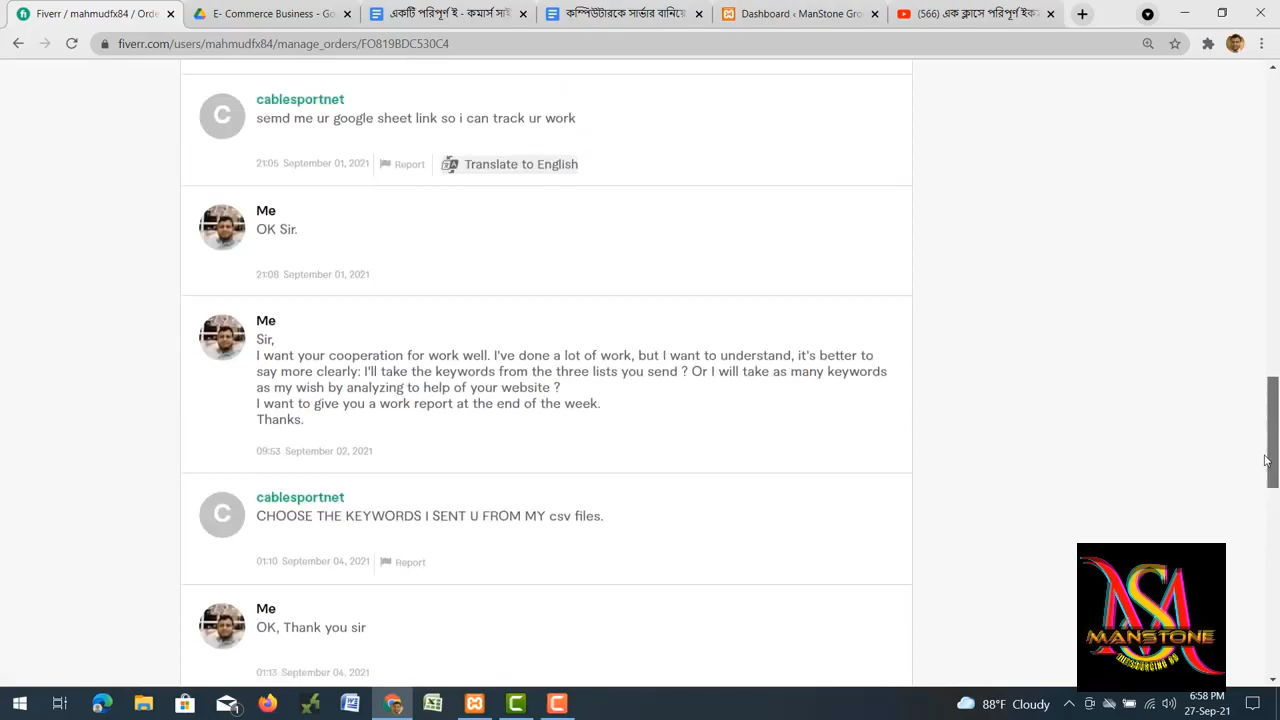 Fiverr / mahmudfx84 / Orde
E-Commerce Training - Goog
একটি পরিপূর্ণ ই কমার্স সাইট
কম্পিউটারকে সার্ভার বানিয়ে
Dashboard ‹ ManStone Gro
(566) এক ক্লাসে পরিপূর্ণ ইক
fiverr.com/users/mahmudfx84/manage_orders/FO819BDC530C4
C
cablesportnet
semd me ur google sheet link so i can track ur work
21:05 September 01, 2021 Report Translate to English
Me
OK Sir.
21:08 September 01, 2021
Me
Sir,
I want your cooperation for work well. I've done a lot of work, but I want to understand, it's better to
say more clearly: I'll take the keywords from the three lists you send ? Or I will take as many keywords
as my wish by analyzing to help of your website ?
I want to give you a work report at the end of the week.
Thanks.
09:53 September 02, 2021
C
cablesportnet
CHOOSE THE KEYWORDS I SENT U FROM MY csv files.
01:10 September 04, 2021 Report
Me
OK, Thank you sir
01:13 September 04, 2021
MANSTONE
OUTSOURCING BD
88°F Cloudy
6:58 PM
27-Sep-21